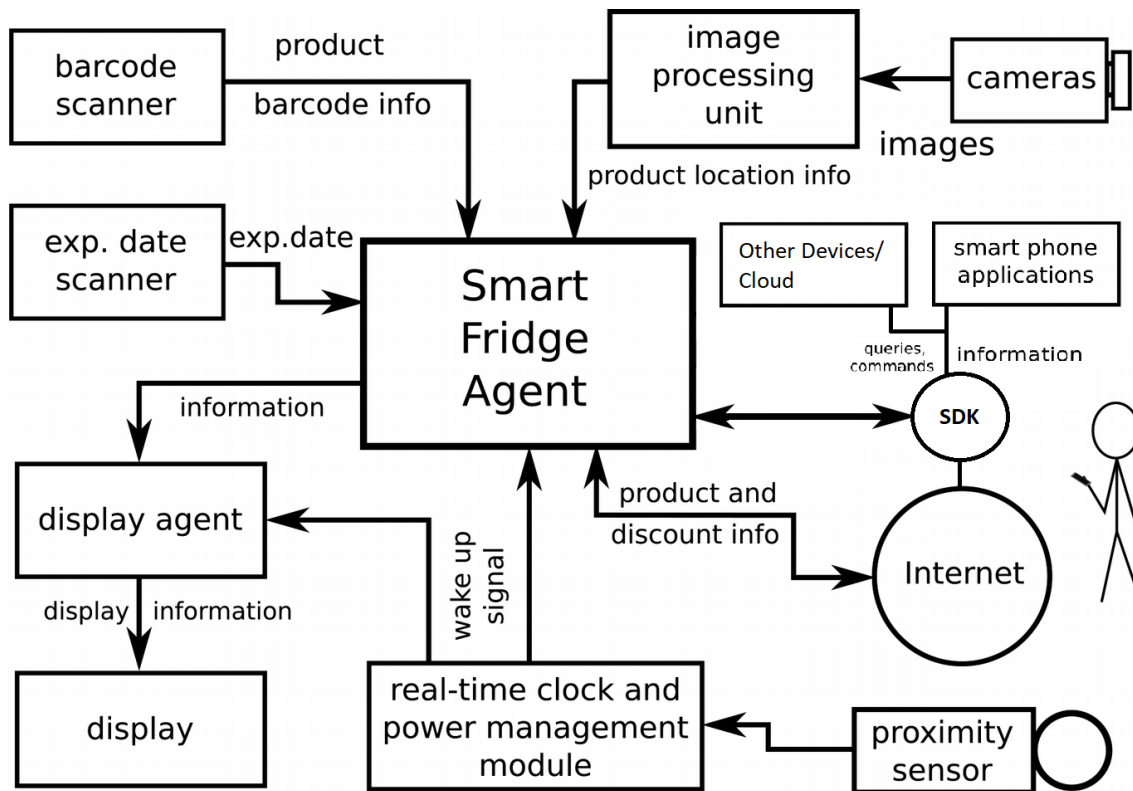 barcode
scanner
product
barcode info
image
processing
unit
cameras
images
product location info
exp. date
scanner
exp.date
Smart
Fridge
Agent
Other Devices/
Cloud
smart phone
applications
queries,
commands
information
SDK
information
display agent
product and
discount info
Internet
wake up
signal
display information
display
real-time clock and
power management
module
proximity
sensor